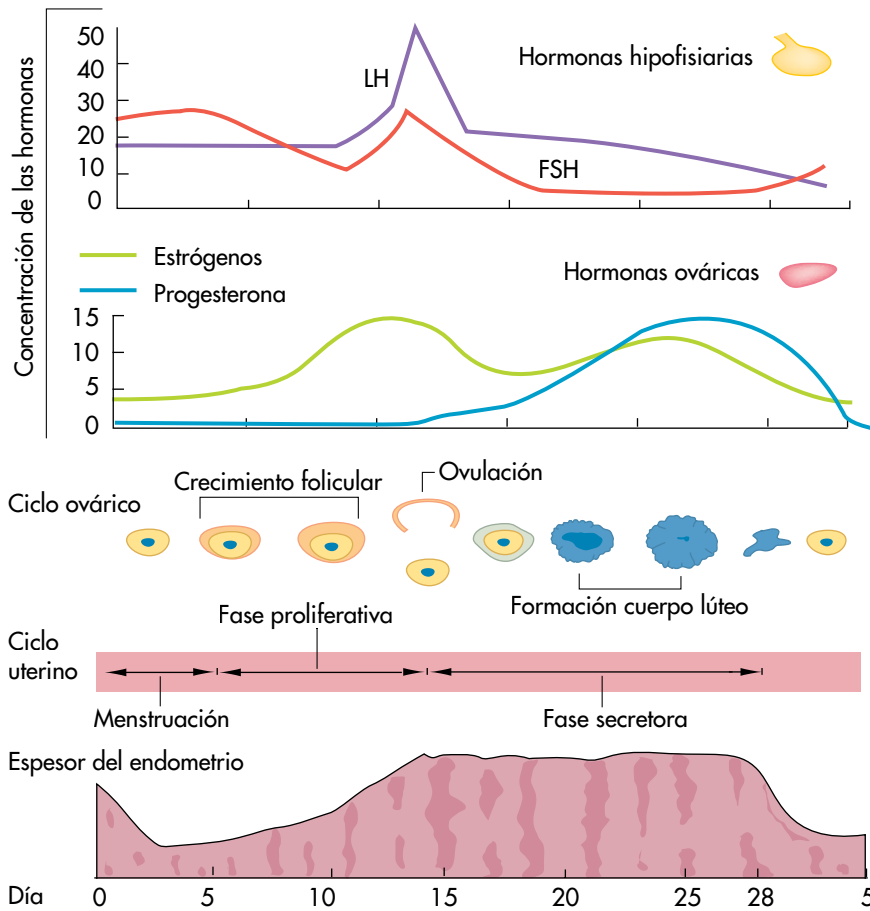 Concentración de las hormonas
50
40
30
20
10
0
LH
FSH
Hormonas hipofisiarias
Estrógenos
Progesterona
Hormonas ováricas
15
10
5
0
Ciclo ovárico
Crecimiento folicular
Ovulación
Formación cuerpo lúteo
Fase proliferativa
Ciclo
uterino
Menstruación
Fase secretora
Espesor del endometrio
Día 0 5 10 15 20 25 28 5